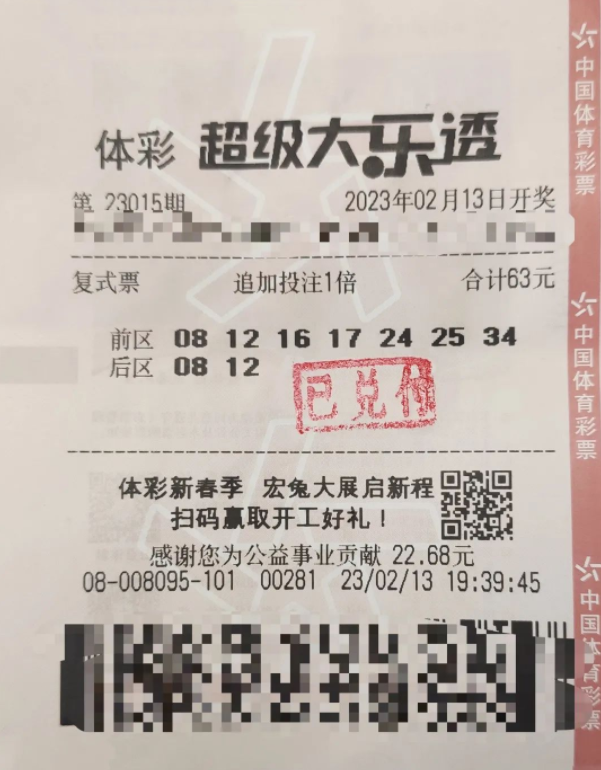 体彩 超级大乐透
第 23015期 2023年02月13日开奖
复式票 追加投注1倍 合计63元
前区 08 12 16 17 24 25 34
后区 08 12
已兑付
体彩新春季 宏兔大展启新程
扫码赢取开工好礼！
感谢您为公益事业贡献 22.68元
08-008095-101 00281 23/02/13 19:39:45
中国体育彩票
中国体育彩票
中国体育彩票